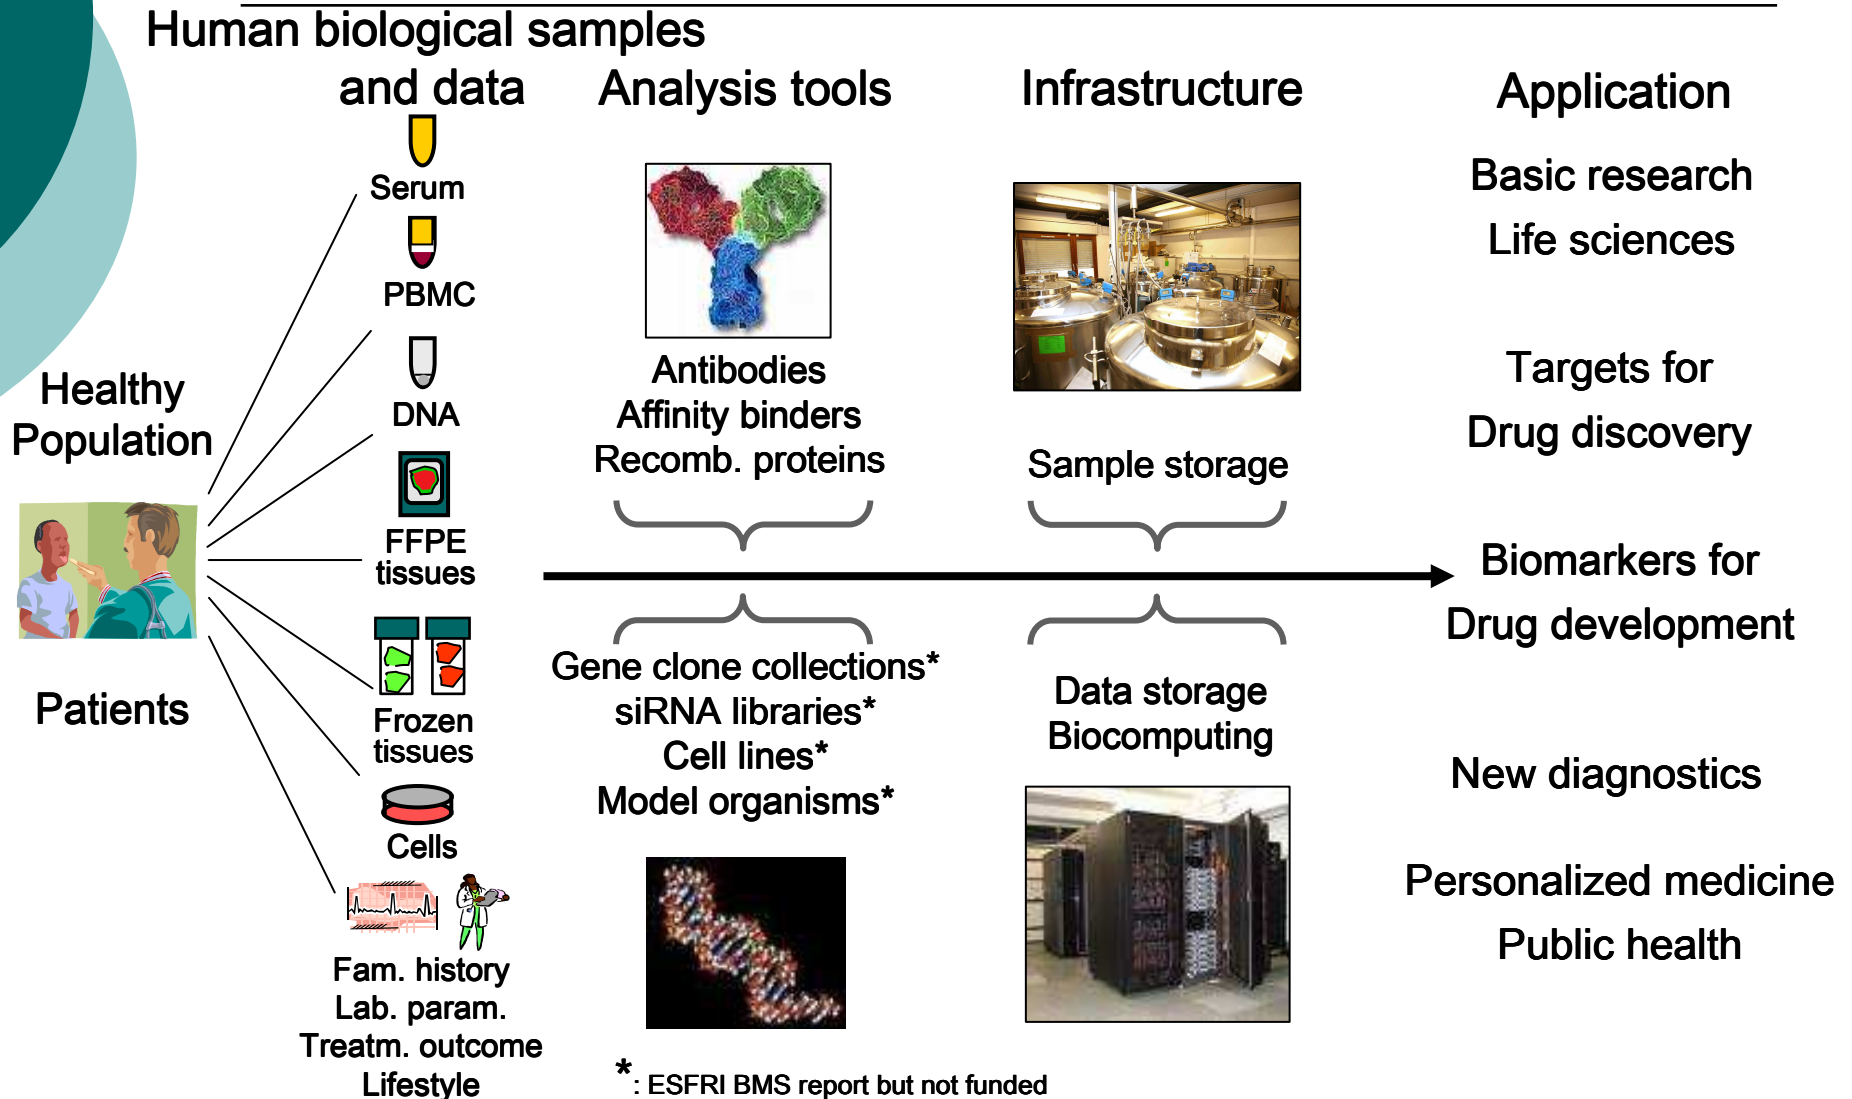 Human biological samples
and data
Analysis tools
Infrastructure
Application
Healthy
Population
Patients
Serum
PBMC
DNA
FFPE
tissues
Frozen
tissues
Cells
Fam. history
Lab. param.
Treatm. outcome
Lifestyle
Antibodies
Affinity binders
Recomb. proteins
Gene clone collections*
siRNA libraries*
Cell lines*
Model organisms*
*: ESFRI BMS report but not funded
Sample storage
Data storage
Biocomputing
Basic research
Life sciences
Targets for
Drug discovery
Biomarkers for
Drug development
New diagnostics
Personalized medicine
Public health